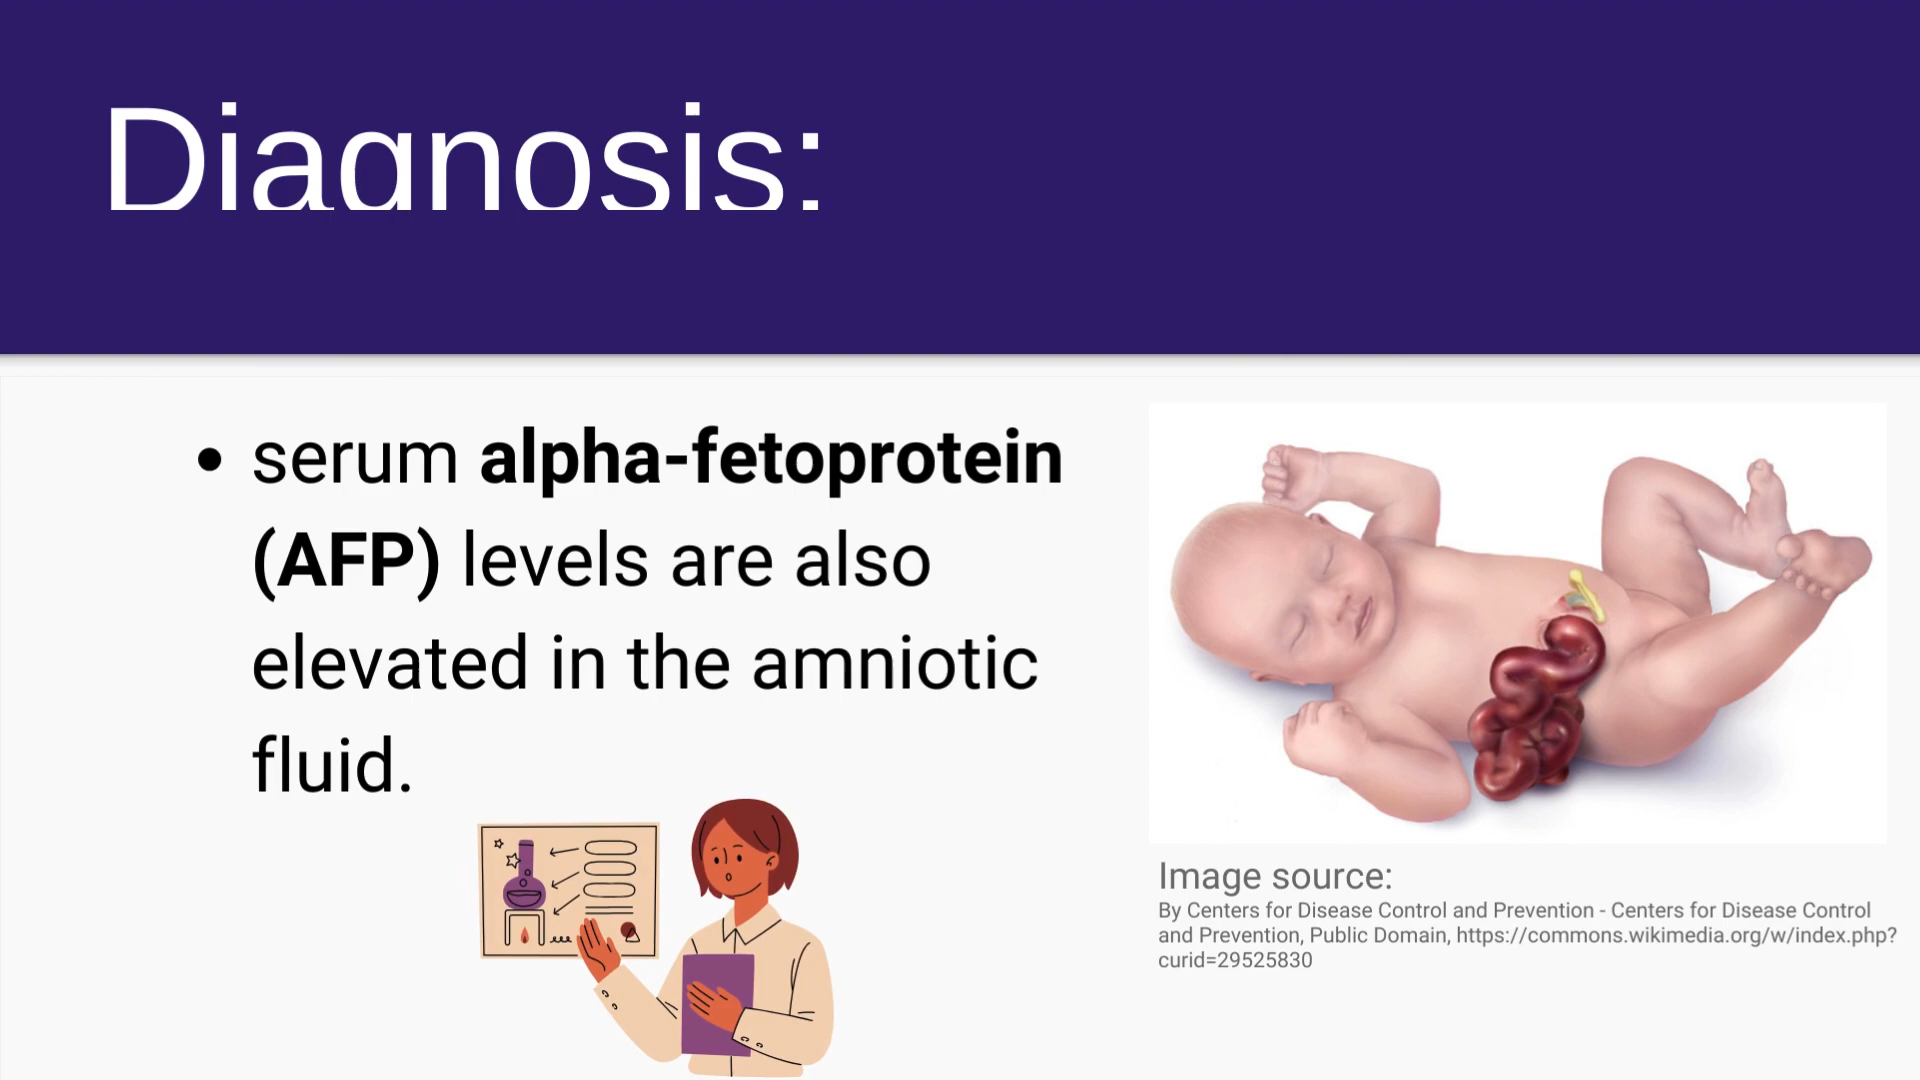 Diagnosis:
• serum alpha-fetoprotein
(AFP) levels are also
elevated in the amniotic
fluid.
Image source:
By Centers for Disease Control and Prevention - Centers for Disease Control
and Prevention, Public Domain, https://commons.wikimedia.org/w/index.php?
curid=29525830